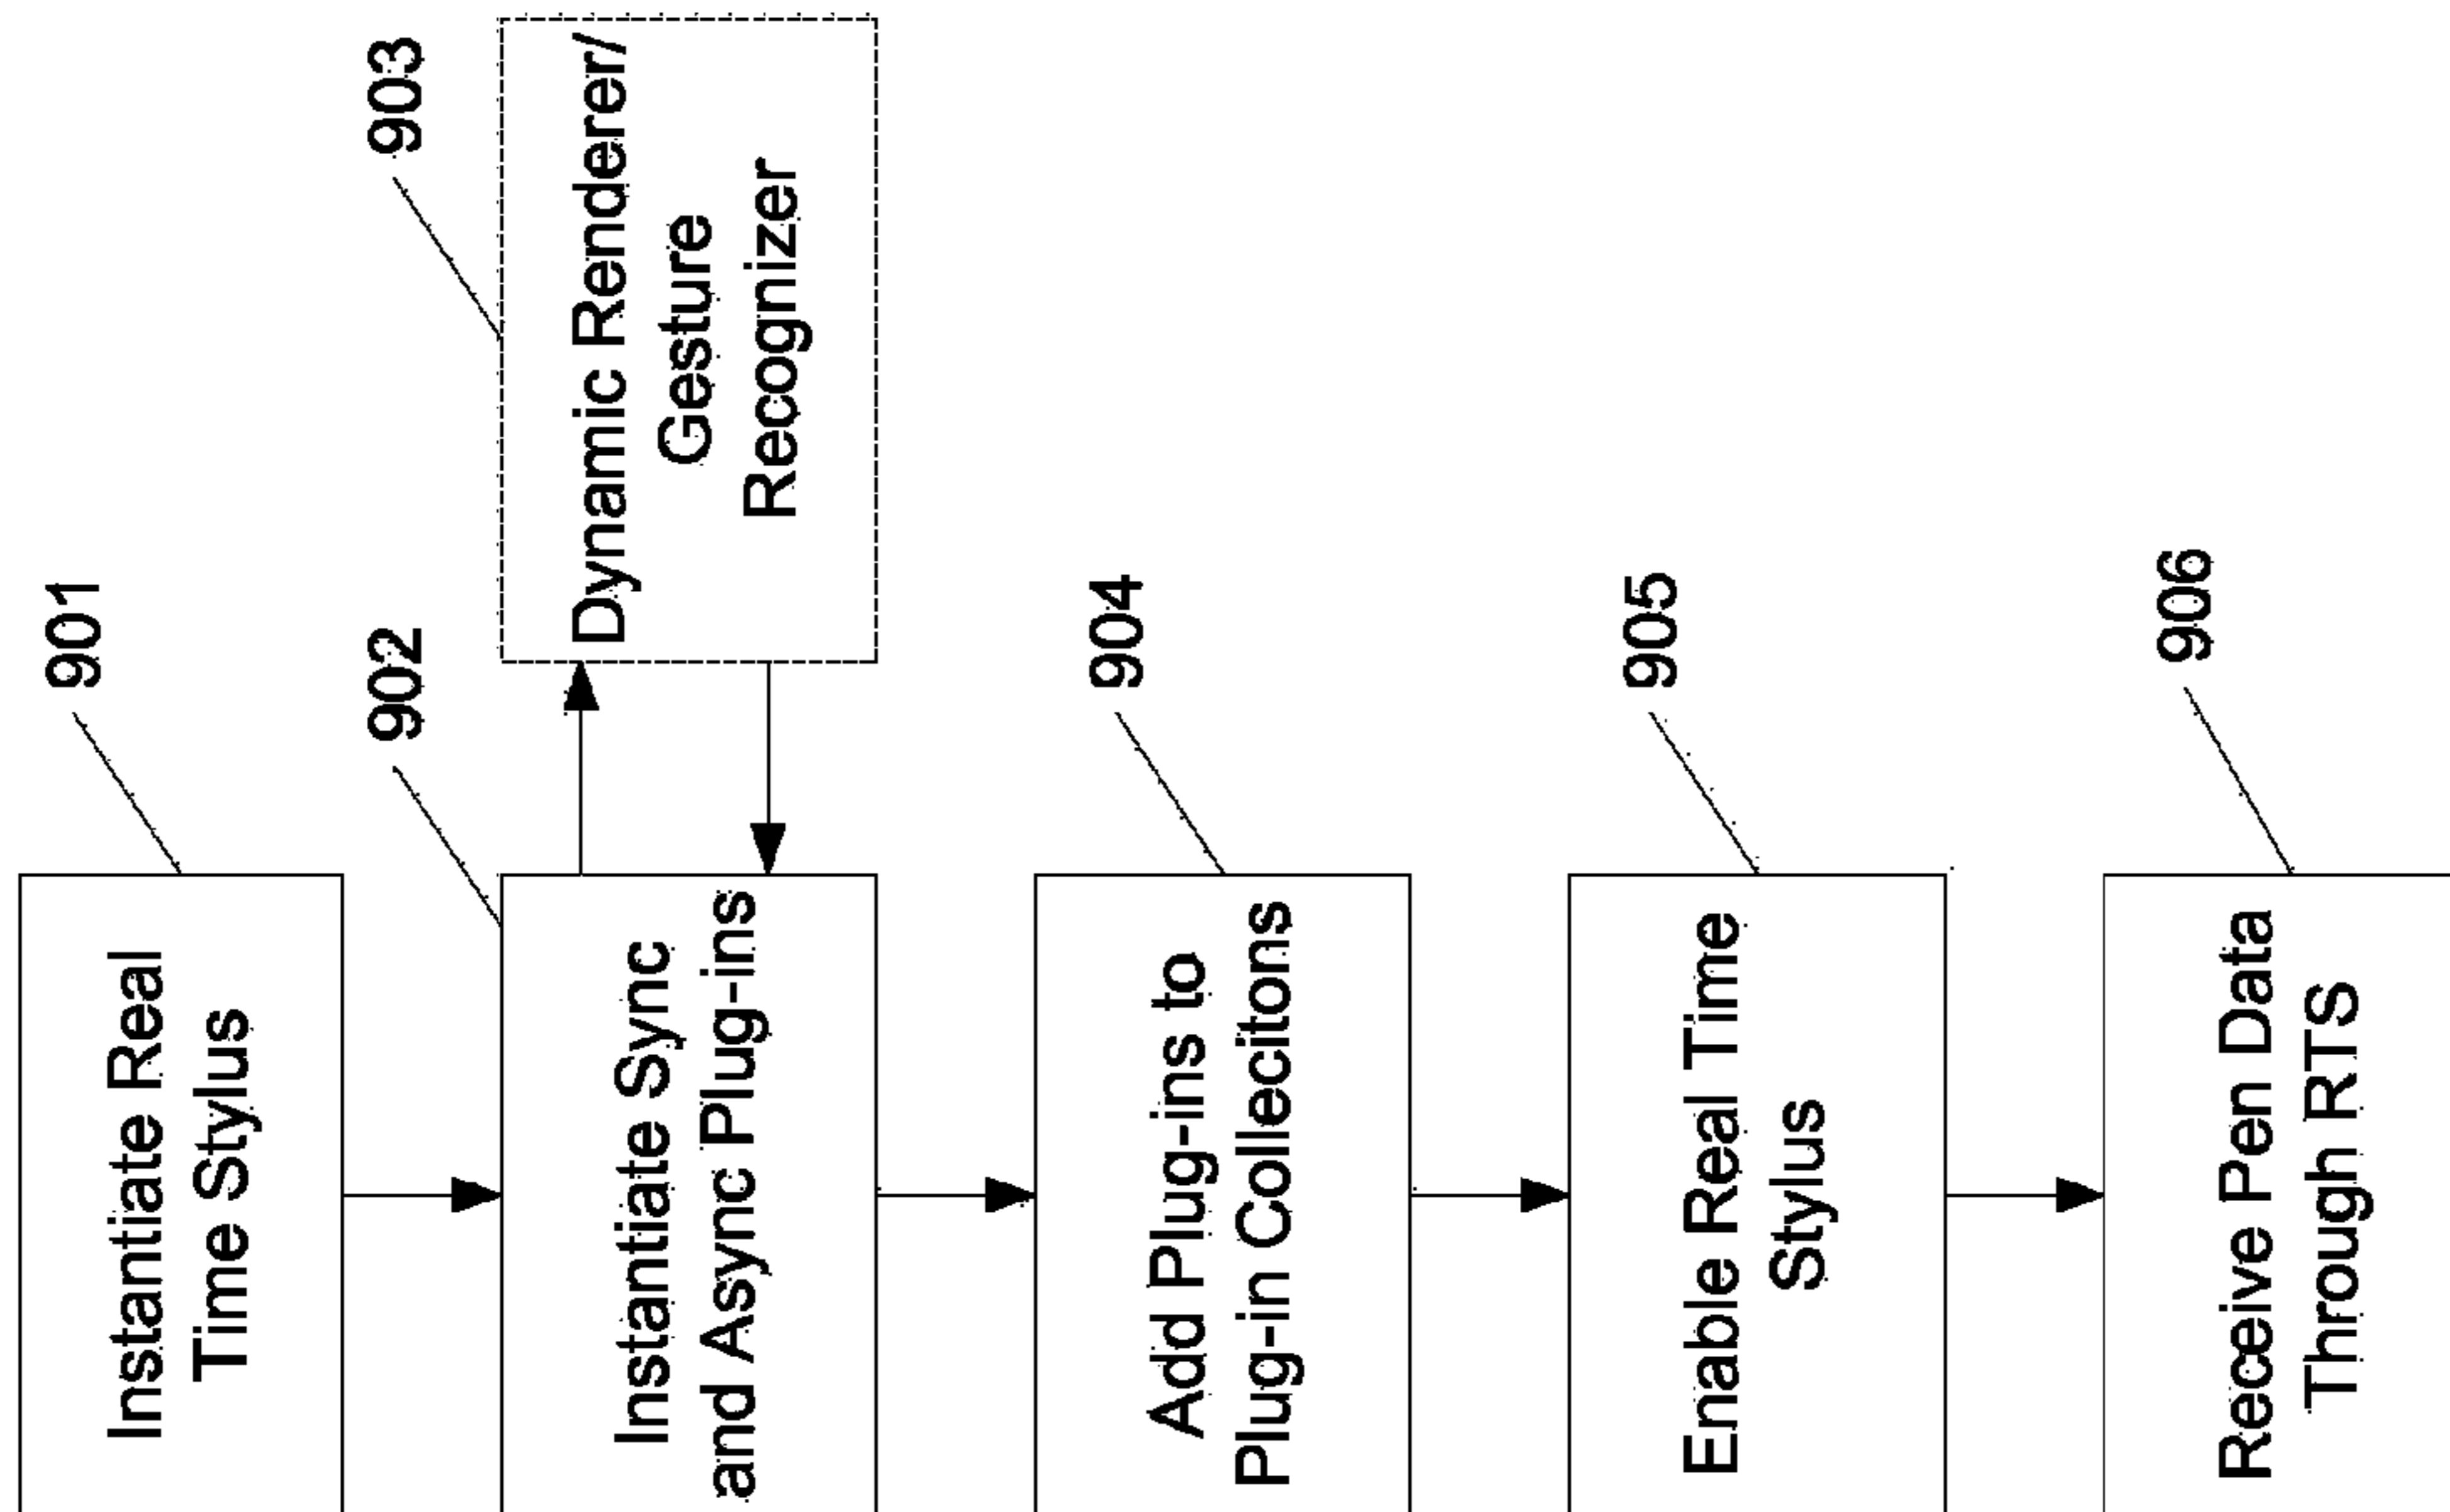 901
Instantiate Real
Time Stylus
902
Instantiate Sync
and Async Plug-ins
903
Dynamic Renderer/
Gesture
Recognizer
904
Add Plug-ins to
Plug-in Collecitons
905
Enable Real Time
Stylus
906
Receive Pen Data
Through RTS